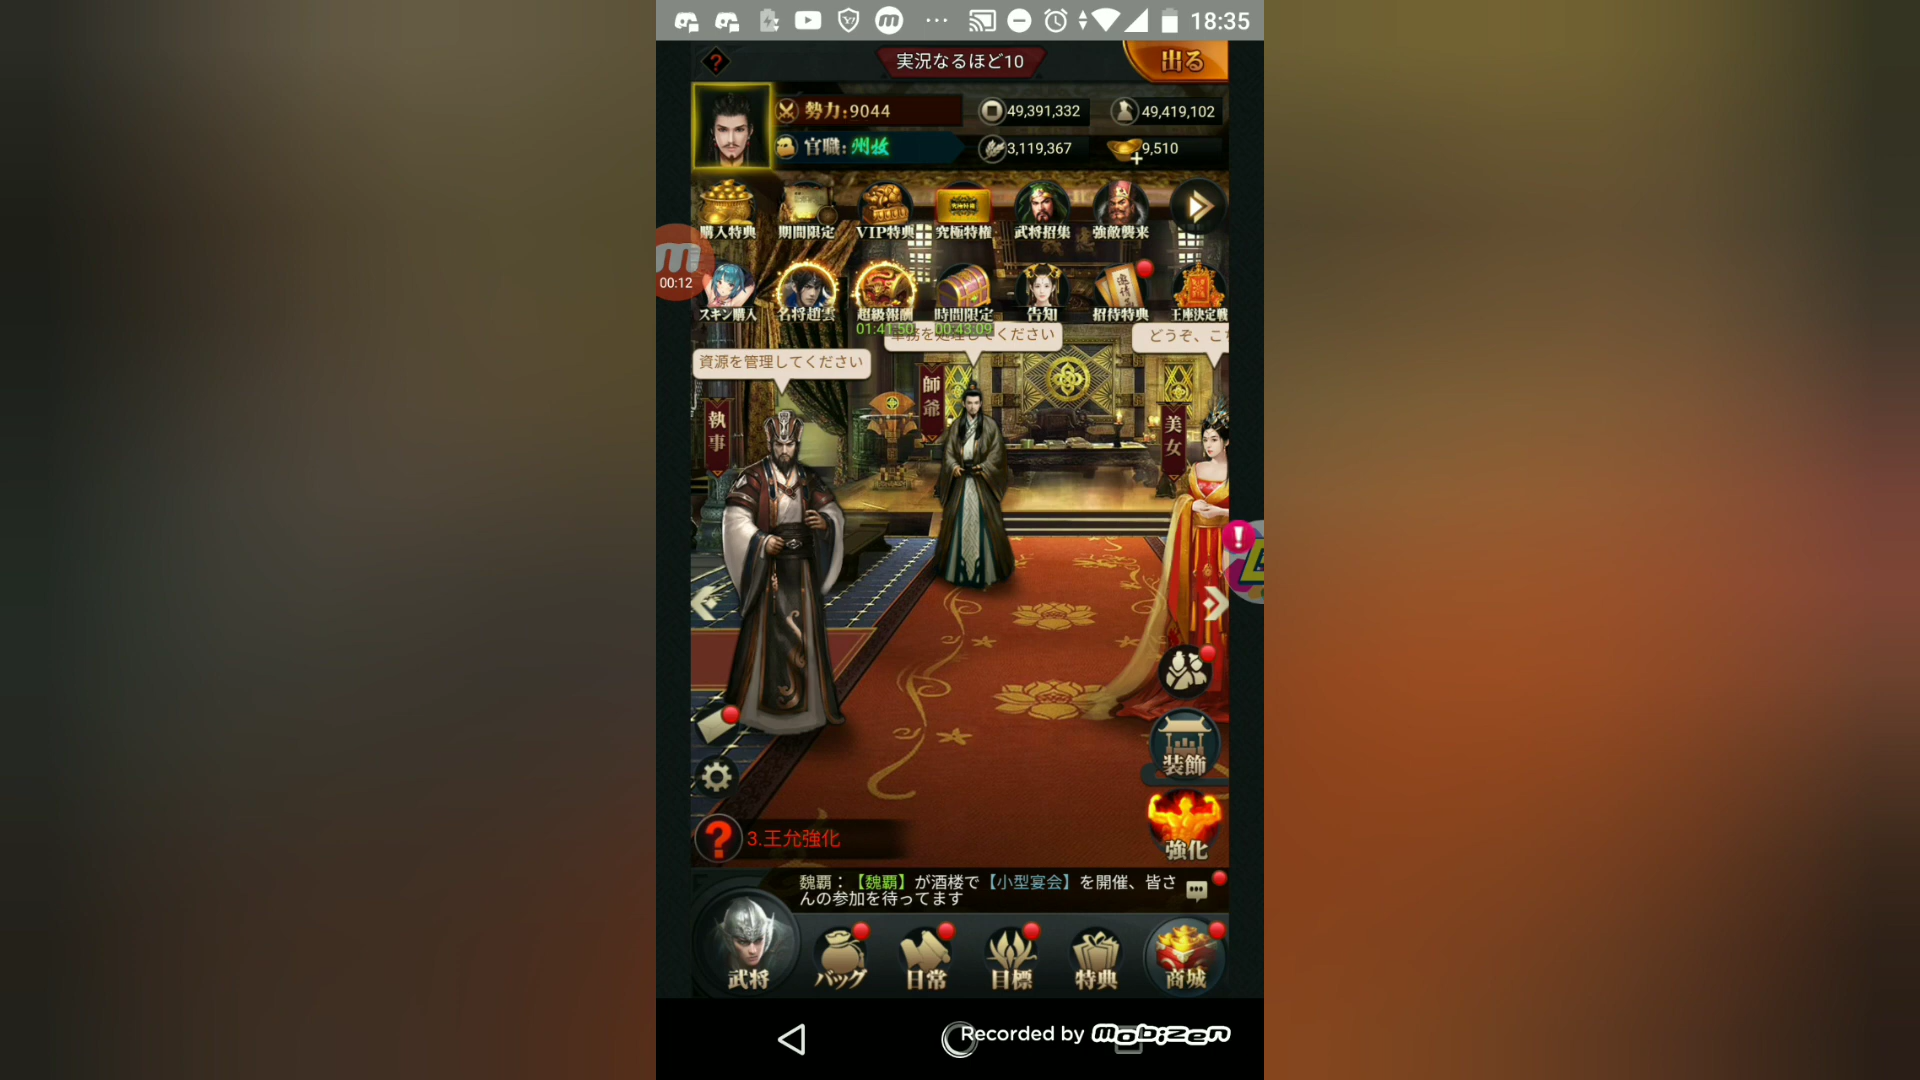 18:35
実況なるほど10
出る
勢力:9044
49,391,332
49,419,102
官職:州牧
3,119,367
9,510
購入特典
期間限定
VIP特典
究極特権
武将招集
強敵襲来
00:12
スキン購入
名将趙雲
超級報酬
時間限定
告知
招待特典
王座決定戦
01:41:50
00:43:09
務を処理してください
どうぞ、こ
資源を管理してください
師爺
執事
美女
装飾
強化
3.王允強化
魏覇：【魏覇】が酒楼で【小型宴会】を開催、皆さ
んの参加を待ってます
武将
バッグ
日常
目標
特典
商城
Recorded by mobizen